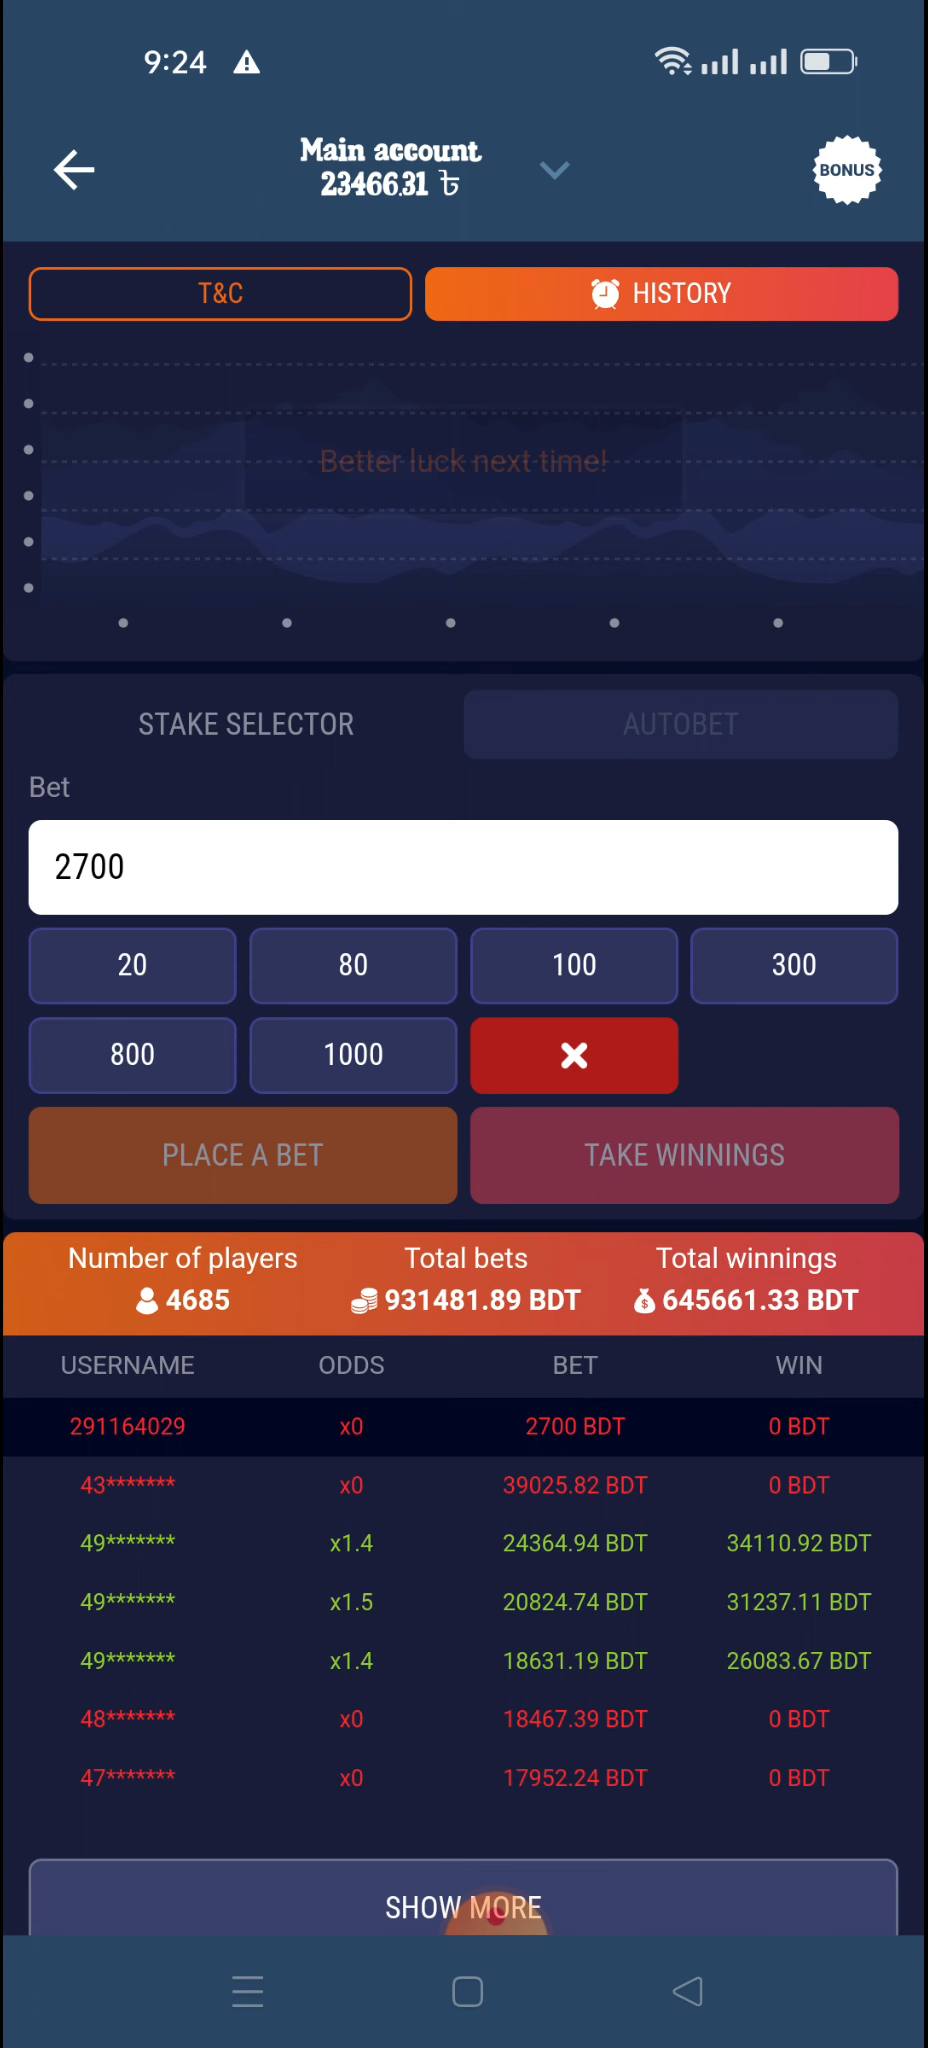 9:24
Main account
23466.31 ৳
BONUS
T&C
HISTORY
Better luck next time!
STAKE SELECTOR
AUTOBET
Bet
2700
20 80 100 300
800 1000
PLACE A BET TAKE WINNINGS
Number of players Total bets Total winnings
4685 931481.89 BDT 645661.33 BDT
USERNAME ODDS BET WIN
291164029 x0 2700 BDT 0 BDT
43******* x0 39025.82 BDT 0 BDT
49******* x1.4 24364.94 BDT 34110.92 BDT
49******* x1.5 20824.74 BDT 31237.11 BDT
49******* x1.4 18631.19 BDT 26083.67 BDT
48******* x0 18467.39 BDT 0 BDT
47******* x0 17952.24 BDT 0 BDT
SHOW MORE